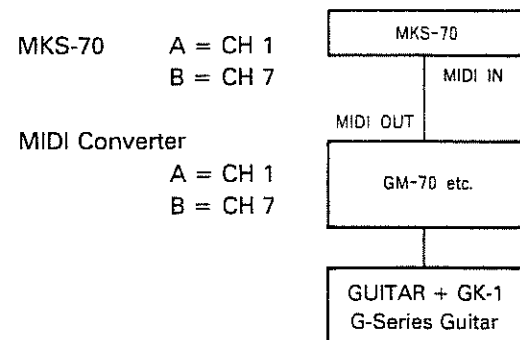 MKS-70 A = CH 1
B = CH 7
MIDI Converter
A = CH 1
B = CH 7
MKS-70
MIDI IN
MIDI OUT
GM-70 etc.
GUITAR + GK-1
G-Series Guitar